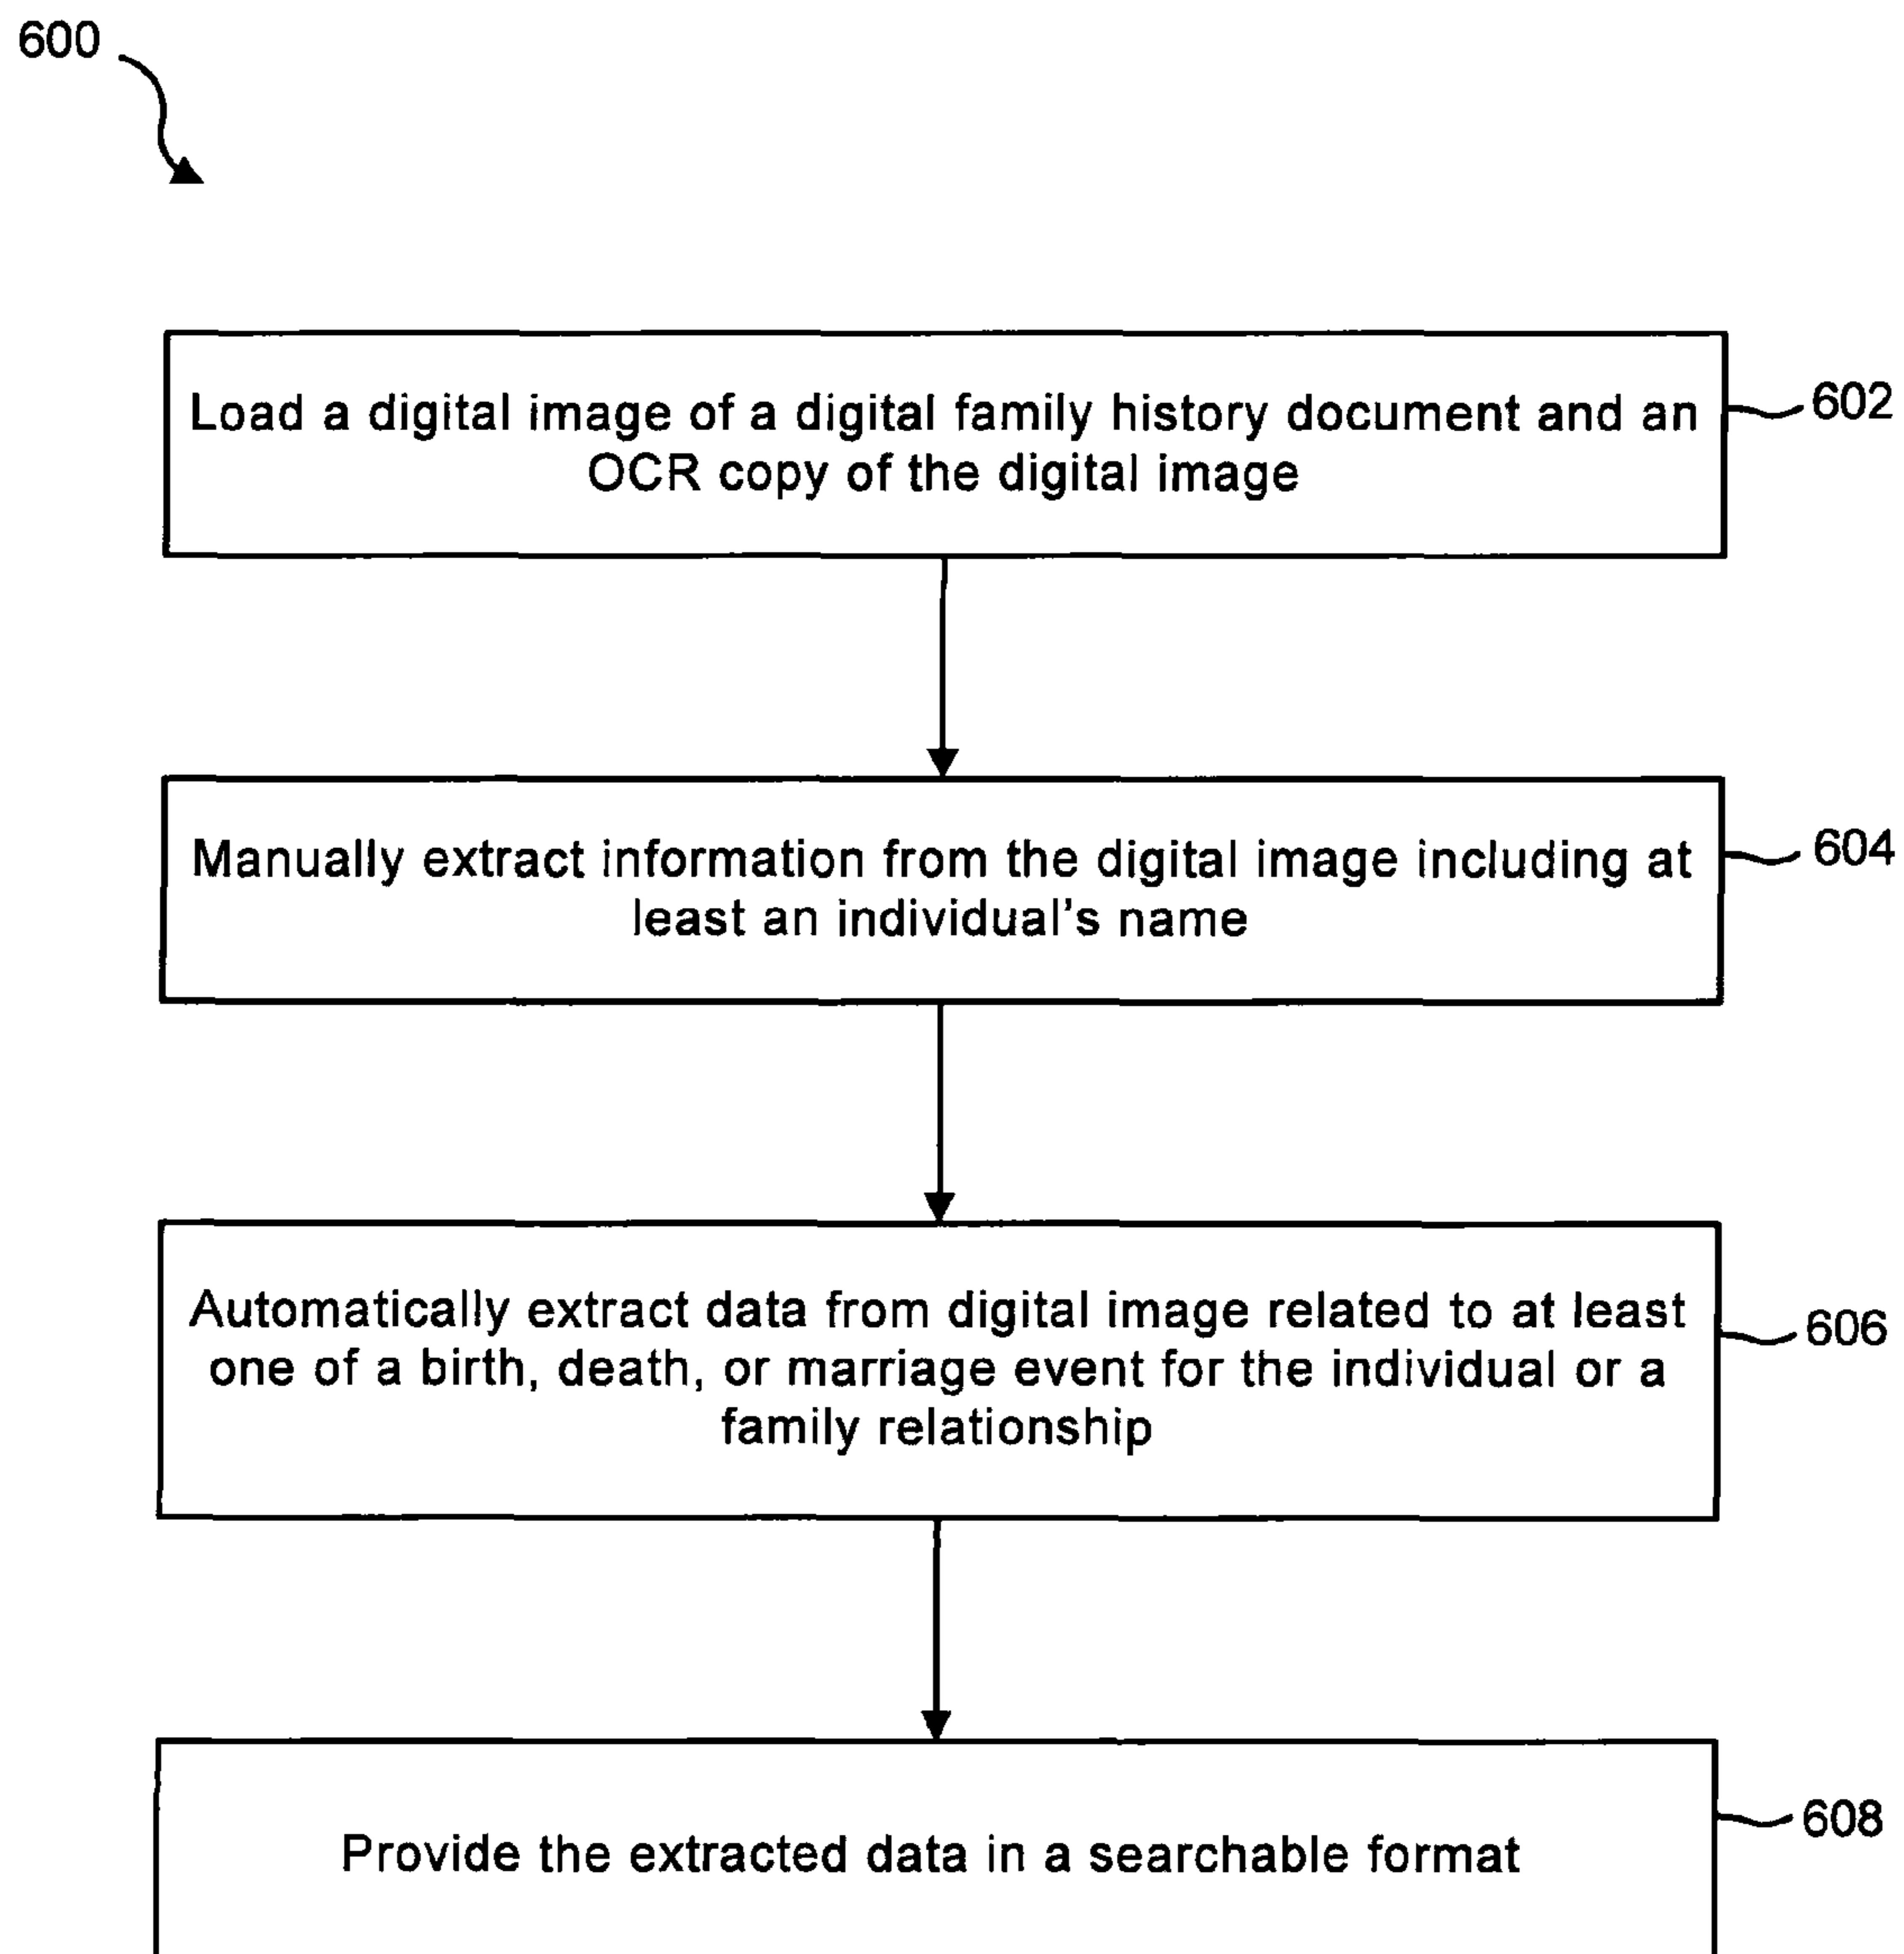 600
Load a digital image of a digital family history document and an
OCR copy of the digital image
602
Manually extract information from the digital image including at
least an individual's name
604
Automatically extract data from digital image related to at least
one of a birth, death, or marriage event for the individual or a
family relationship
606
Provide the extracted data in a searchable format
608